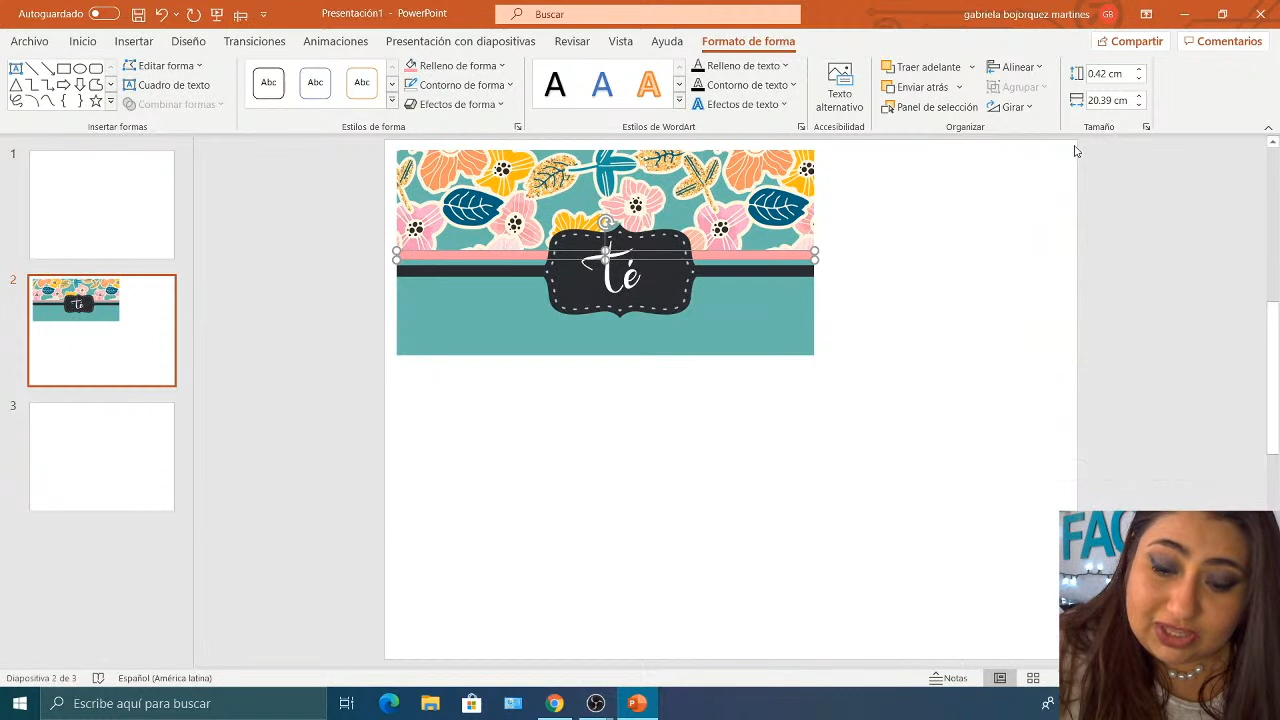 Autoguardado
Presentación1 - PowerPoint
Buscar
gabriela bojorquez martines
GB
Archivo Inicio Insertar Diseño Transiciones Animaciones Presentación con diapositivas Revisar Vista Ayuda Formato de forma
Compartir
Comentarios
Editar forma
Cuadro de texto
Combinar formas
Insertar formas
Abc Abc Abc
Relleno de forma
Contorno de forma
Efectos de forma
Estilos de forma
A A A
Relleno de texto
Contorno de texto
Efectos de texto
Estilos de WordArt
Texto
alternativo
Accesibilidad
Traer adelante
Enviar atrás
Panel de selección
Alinear
Agrupar
Girar
Organizar
0.42 cm
20.39 cm
Tamaño
1
2
Té
3
Té
FAC
Diapositiva 2 de 3
Español (América latina)
Notas
Escribe aquí para buscar